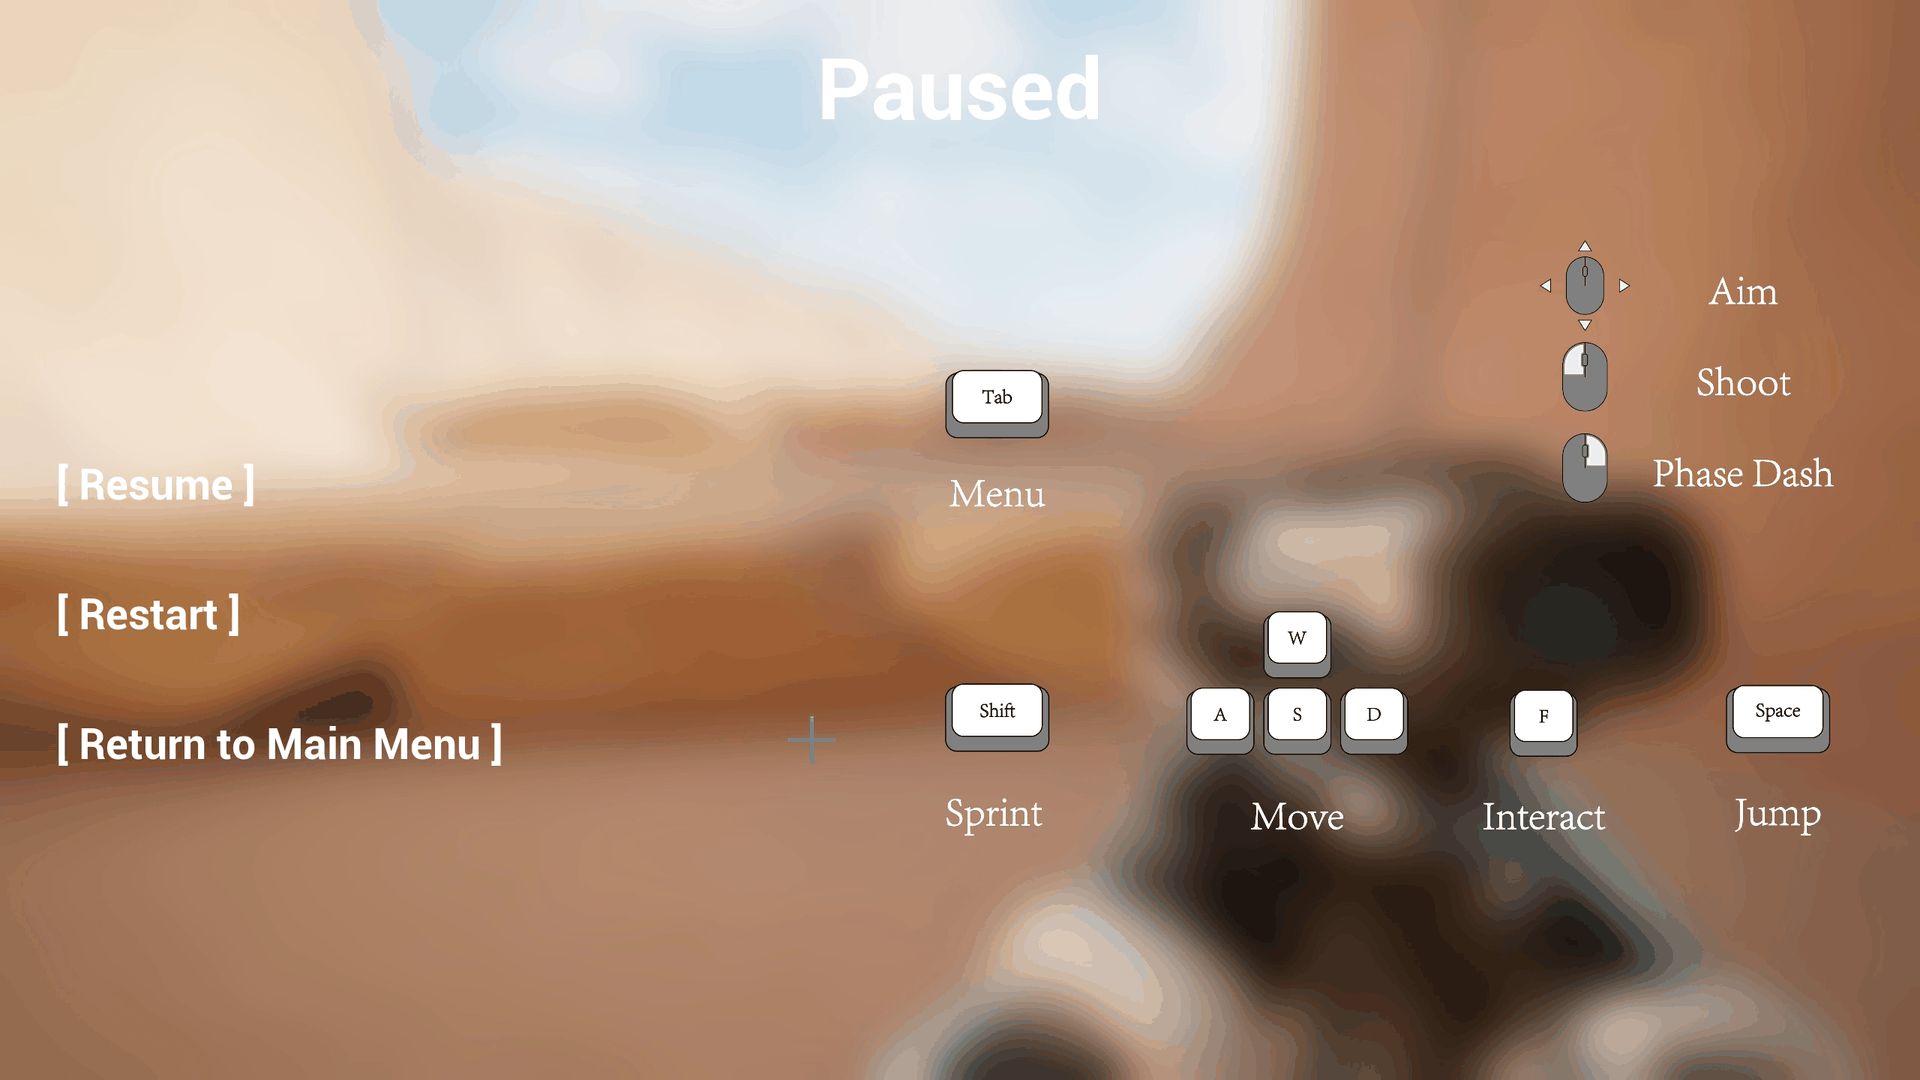 Paused
Aim
Shoot
Phase Dash
Tab
Menu
[ Resume ]
[ Restart ]
[ Return to Main Menu ]
W
Shift
A S D
F
Space
Sprint
Move
Interact
Jump